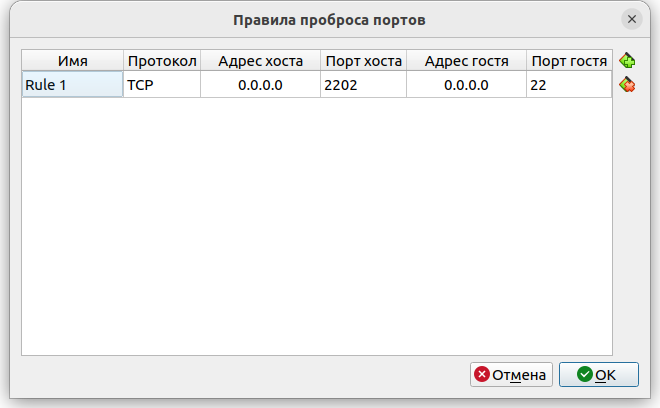 Правила проброса портов
Имя Протокол Адрес хоста Порт хоста Адрес гостя Порт гостя
Rule 1 TCP 0.0.0.0 2202 0.0.0.0 22
Отмена OK